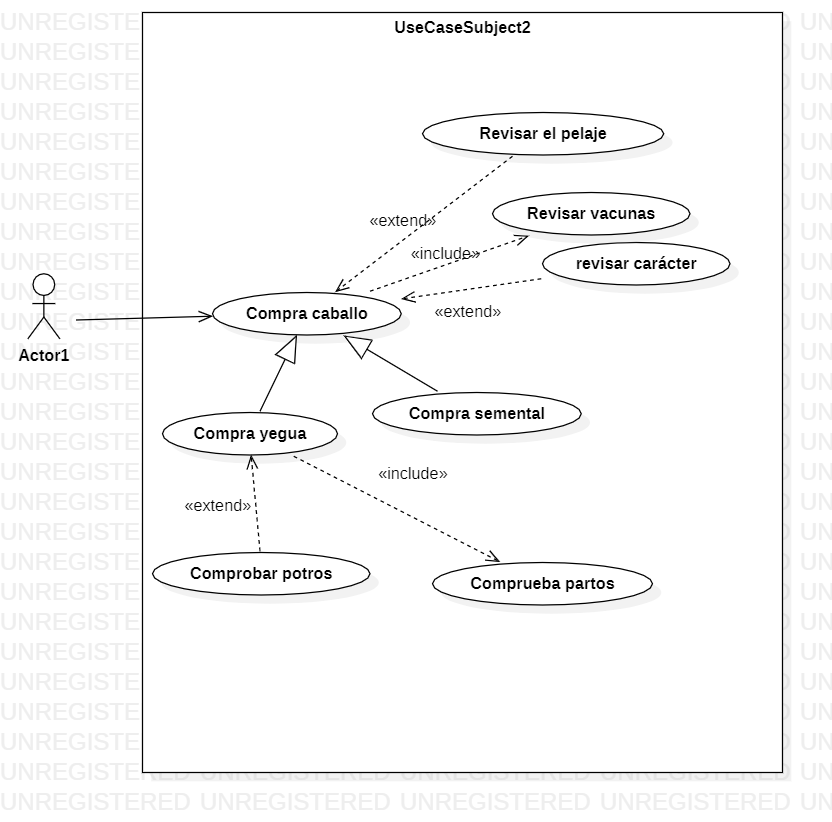 UseCaseSubject2
Revisar el pelaje
«extend»
Revisar vacunas
«include»
revisar carácter
«extend»
Compra caballo
Actor1
Compra semental
Compra yegua
«include»
«extend»
Comprobar potros
Comprueba partos
UNREGISTERED UNREGISTERED UNREGISTERED UNREGISTERED UN